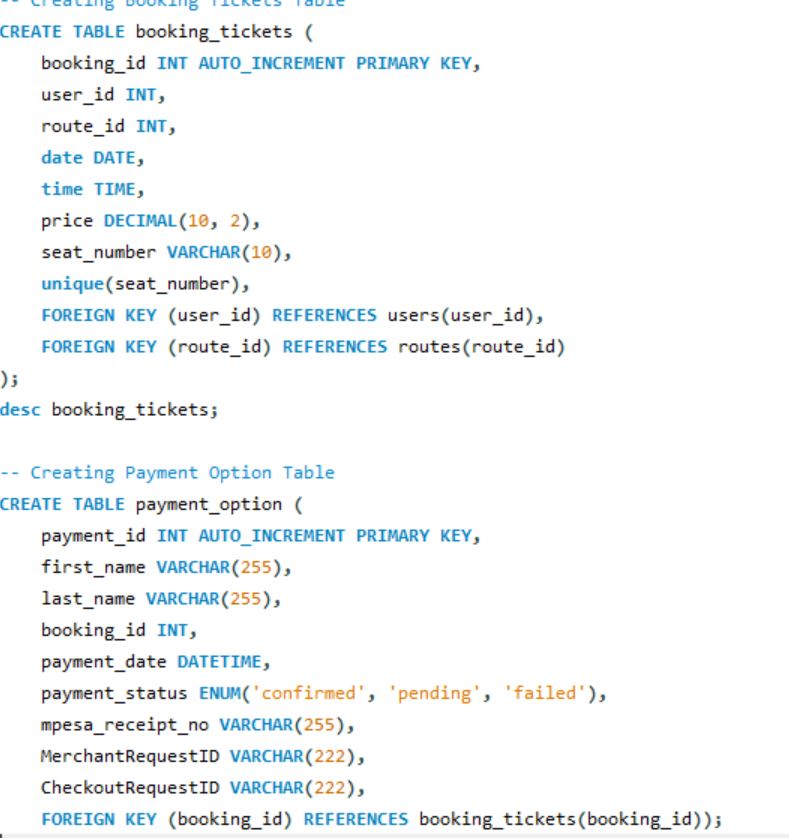 -- Creating Booking Tickets Table
CREATE TABLE booking_tickets (
    booking_id INT AUTO_INCREMENT PRIMARY KEY,
    user_id INT,
    route_id INT,
    date DATE,
    time TIME,
    price DECIMAL(10, 2),
    seat_number VARCHAR(10),
    unique(seat_number),
    FOREIGN KEY (user_id) REFERENCES users(user_id),
    FOREIGN KEY (route_id) REFERENCES routes(route_id)
);
desc booking_tickets;

-- Creating Payment Option Table
CREATE TABLE payment_option (
    payment_id INT AUTO_INCREMENT PRIMARY KEY,
    first_name VARCHAR(255),
    last_name VARCHAR(255),
    booking_id INT,
    payment_date DATETIME,
    payment_status ENUM('confirmed', 'pending', 'failed'),
    mpesa_receipt_no VARCHAR(255),
    MerchantRequestID VARCHAR(222),
    CheckoutRequestID VARCHAR(222),
    FOREIGN KEY (booking_id) REFERENCES booking_tickets(booking_id));